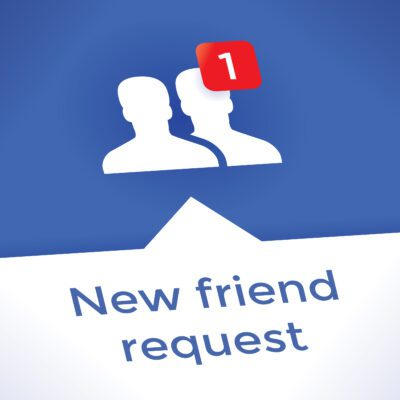 1
New friend
request